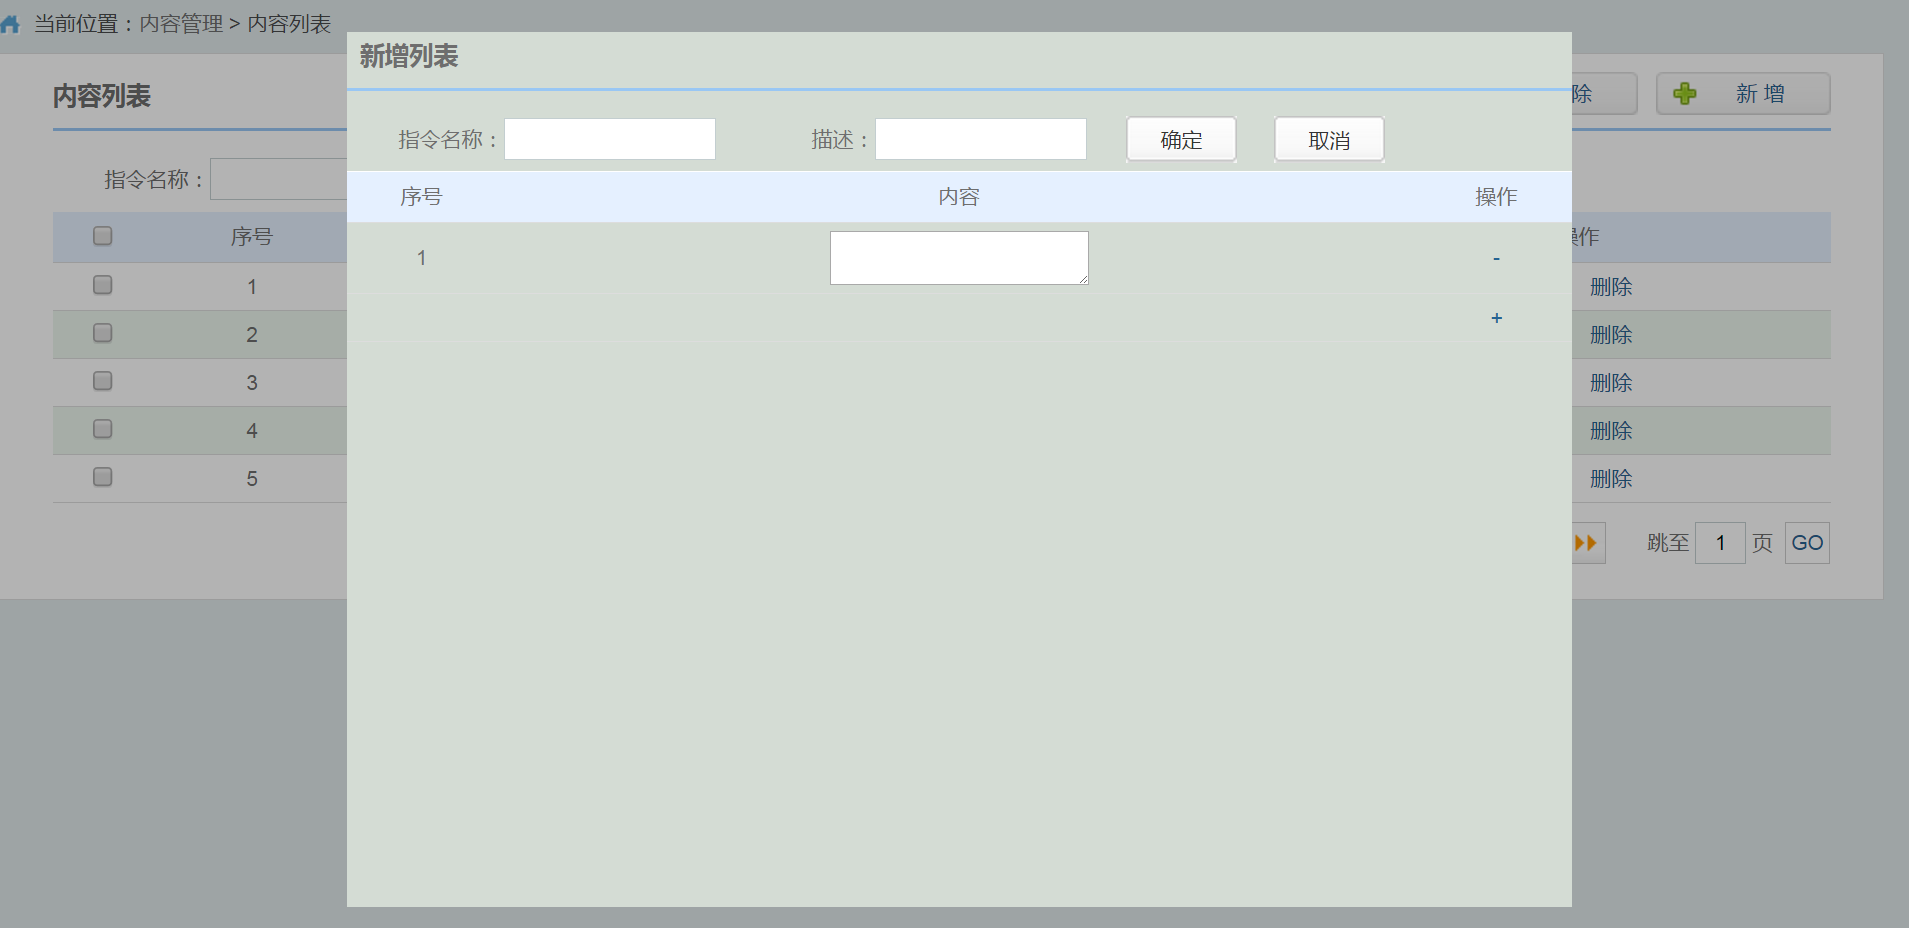 当前位置：内容管理 > 内容列表
新增列表
内容列表
除
新 增
指令名称：
描述：
确定
取消
指令名称：
序号
内容
操作
序号
操作
1
-
1
删除
+
2
删除
3
删除
4
删除
5
删除
跳至
1
页
GO